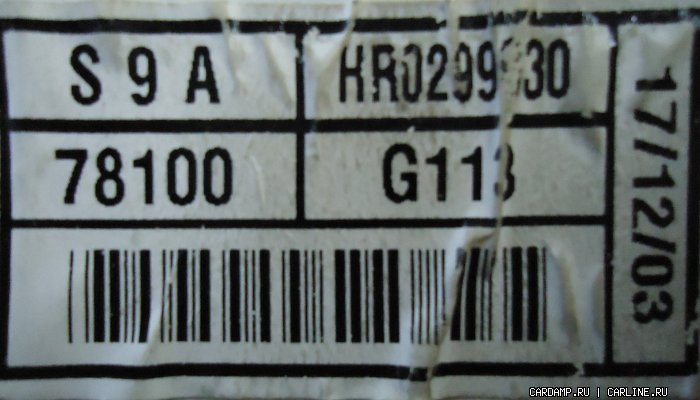 S 9 A
78100
G113
17/12/03
CARDAMP.RU | CARLINE.RU